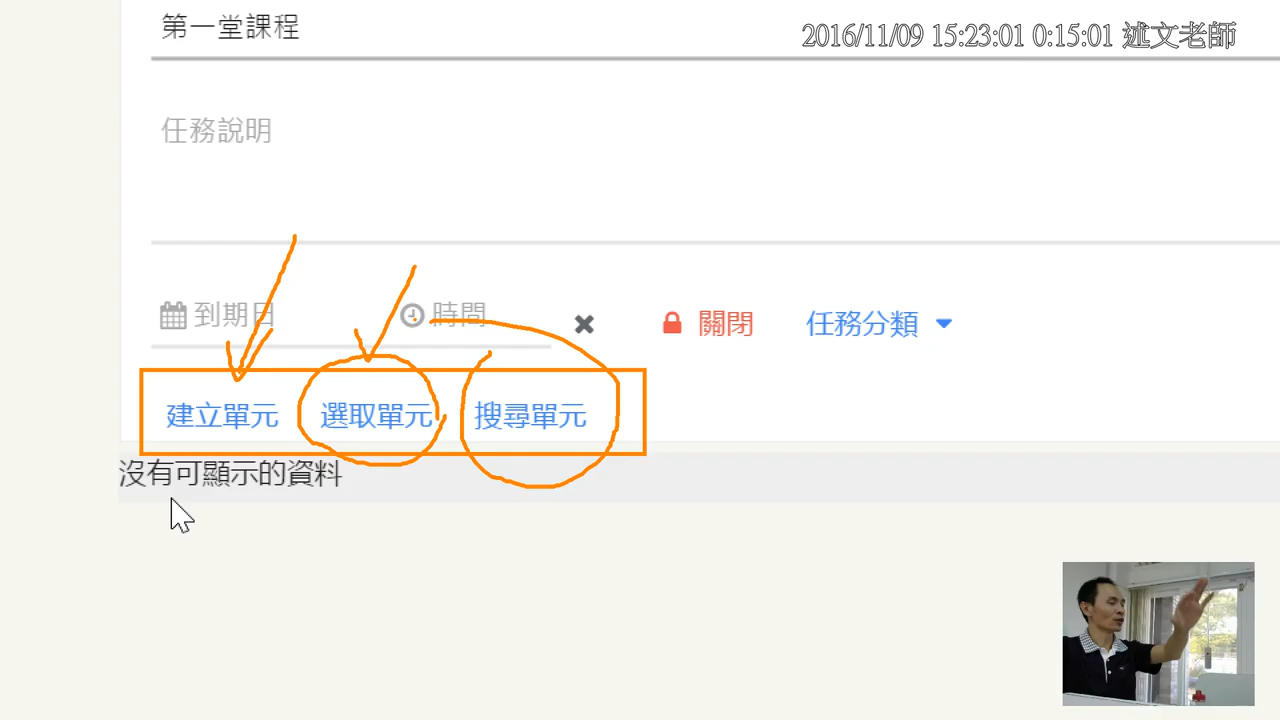 第一堂課程
2016/11/09 15:23:01 0:15:01 述文老師
任務說明
到期日 時間 關閉 任務分類
建立單元 選取單元 搜尋單元
沒有可顯示的資料